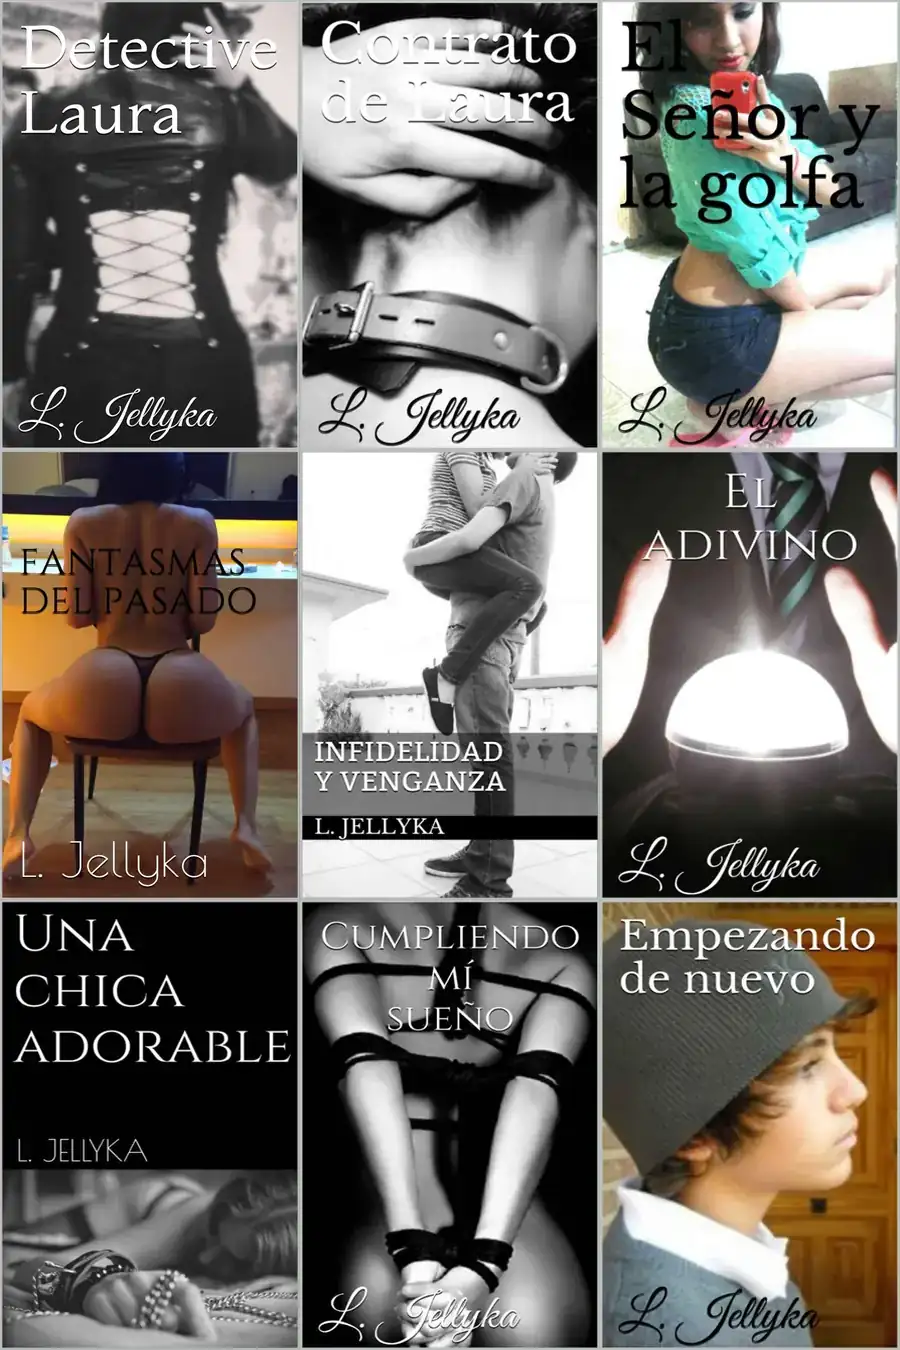 Detective
Laura
L. Jellyka
Contrato
de Laura
L. Jellyka
El
Señor y
la golfa
L. Jellyka
FANTASMAS
DEL PASADO
L. Jellyka
INFIDELIDAD
Y VENGANZA
L. JELLYKA
EL
ADIVINO
L. Jellyka
UNA
CHICA
ADORABLE
L. JELLYKA
CUMPLIENDO
MÍ
SUEÑO
L. Jellyka
Empezando
de nuevo
L. Jellyka